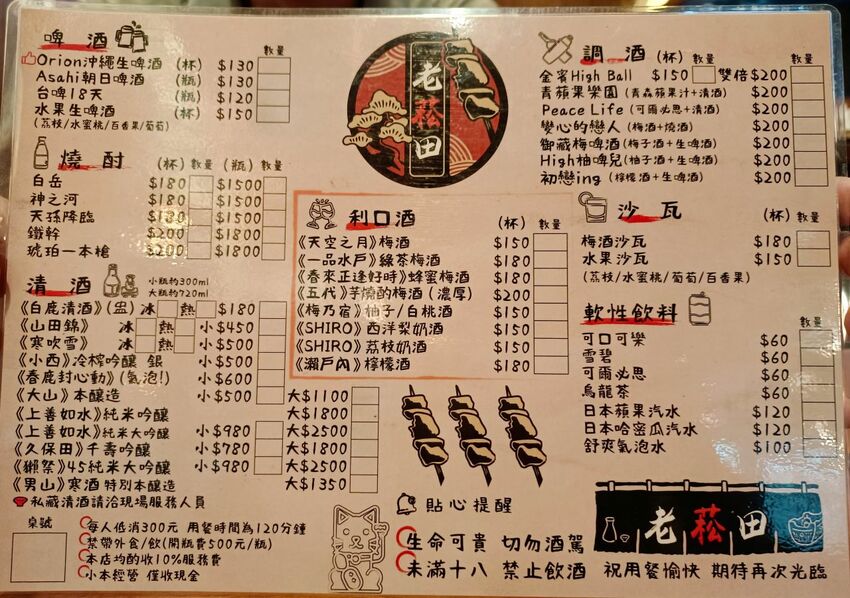 啤酒 數量
Orion沖繩生啤酒 (杯) $130
Asahi朝日啤酒 (瓶) $130
台啤18天 (瓶) $120
水果生啤酒 (杯) $150
(荔枝/水蜜桃/百香果/葡萄)
燒酎 (杯) 數量 (瓶) 數量
白岳 $180 $1500
神之河 $180 $1500
天孫降臨 $180 $1500
鐵幹 $200 $1800
琥珀一本槍 $200 $1800
清酒 小瓶約300ml
大瓶約720ml
《白鹿清酒》(盅) 冰 熱 $180
《山田錦》 冰 熱 小$450
《寒吹雪》 冰 熱 小$500
《小西》冷榨吟釀 銀 小$500
《春鹿封心動》(氣泡!) 小$600
《大山》本釀造 小$500 大$1100
《上善如水》純米吟釀 大$1800
《上善如水》純米大吟釀 小$980 大$2500
《久保田》千壽吟釀 小$780 大$1800
《獺祭》45純米大吟釀 小$980 大$2500
《男山》寒酒 特別本釀造 大$1350
私藏清酒請洽現場服務人員
桌號
每人低消300元 用餐時間為120分鐘
禁帶外食/飲(開瓶費500元/瓶)
本店均酌收10%服務費
小本經營 僅收現金
老菘田
利口酒 (杯) 數量
《天空之月》梅酒 $150
《一品水戶》綠茶梅酒 $150
《春來正逢好時》蜂蜜梅酒 $180
《五代》芋燒酌梅酒(濃厚) $200
《梅乃宿》柚子/白桃酒 $150
《SHIRO》西洋梨奶酒 $150
《SHIRO》荔枝奶酒 $150
《瀨戶內》檸檬酒 $180
調酒 (杯) 數量
金賓High Ball $150 雙倍$200
青蘋果樂園(青森蘋果汁+清酒) $200
Peace Life(可爾必思+清酒) $200
變心的戀人(梅酒+燒酒) $200
御藏梅啤酒(梅子酒+生啤酒) $200
High柚啤兒(柚子酒+生啤酒) $200
初戀ing(檸檬酒+生啤酒) $200
沙瓦 (杯) 數量
梅酒沙瓦 $180
水果沙瓦 $150
(荔枝/水蜜桃/葡萄/百香果)
軟性飲料 數量
可口可樂 $60
雪碧 $60
可爾必思 $60
烏龍茶 $60
日本蘋果汽水 $120
日本哈密瓜汽水 $120
舒爽氣泡水 $100
貼心提醒
生命可貴 切勿酒駕
未滿十八 禁止飲酒 祝用餐愉快 期待再次光臨
老菘田